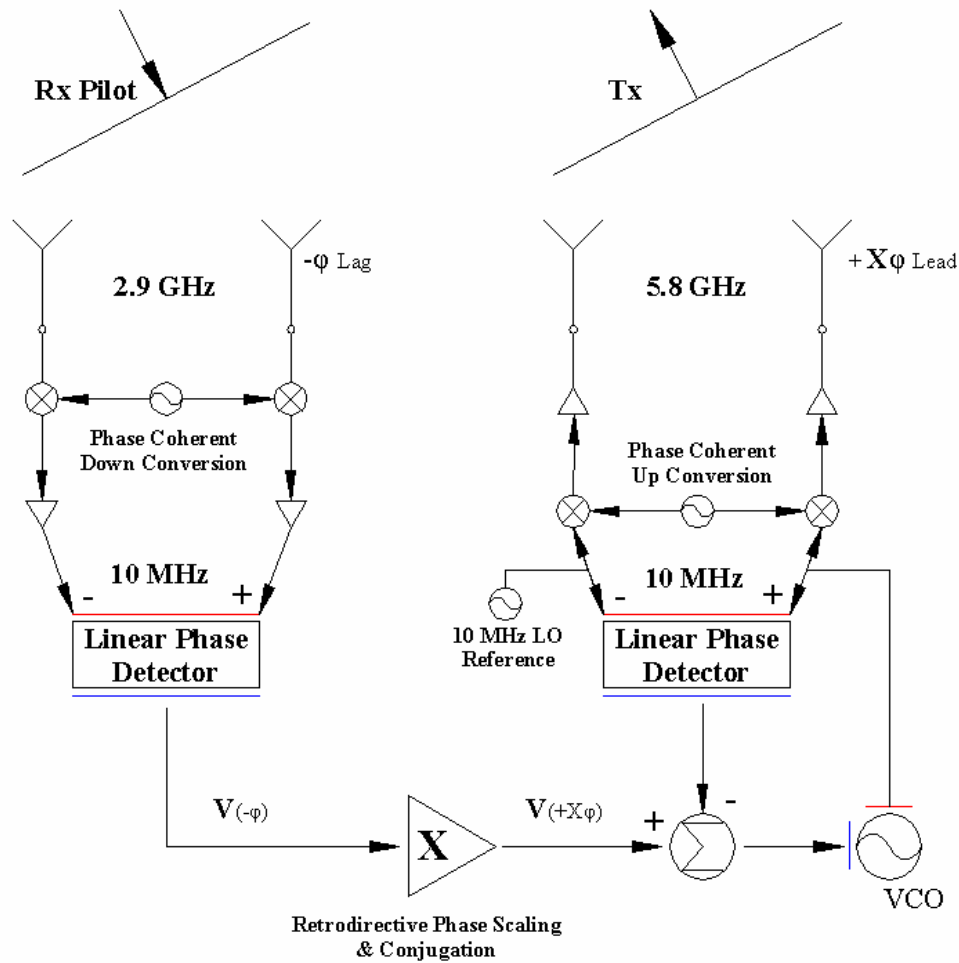 Rx Pilot
Tx
-φ Lag
+Xφ Lead
2.9 GHz
5.8 GHz
Phase Coherent
Down Conversion
Phase Coherent
Up Conversion
10 MHz
- +
10 MHz
- +
10 MHz LO
Reference
Linear Phase
Detector
Linear Phase
Detector
V(-φ)
X
V(+Xφ)
+
-
VCO
Retrodirective Phase Scaling
& Conjugation